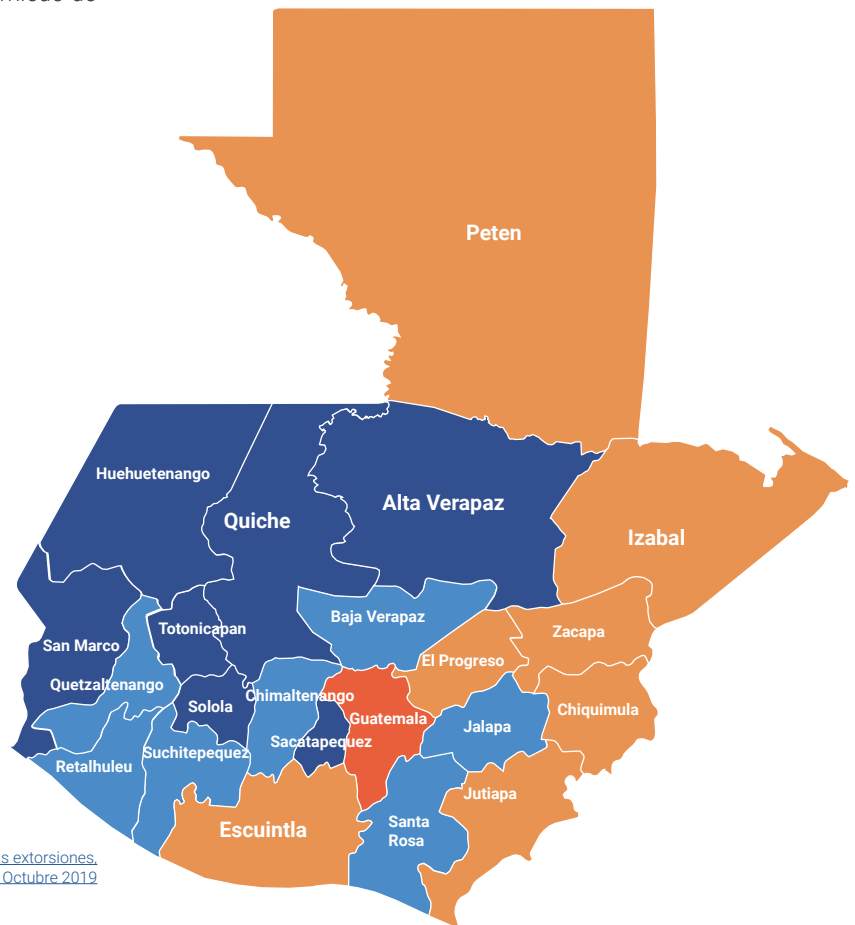 Peten
Huehuetenango
Alta Verapaz
Quiche
Izabal
Baja Verapaz
Totonicapan
Zacapa
San Marco
El Progreso
Quetzaltenango
Chimaltenango
Solola
Chiquimula
Guatemala
Jalapa
Sacatapequez
Suchitepequez
Retalhuleu
Jutiapa
Santa
Rosa
Escuintla
s extorsiones,
Octubre 2019